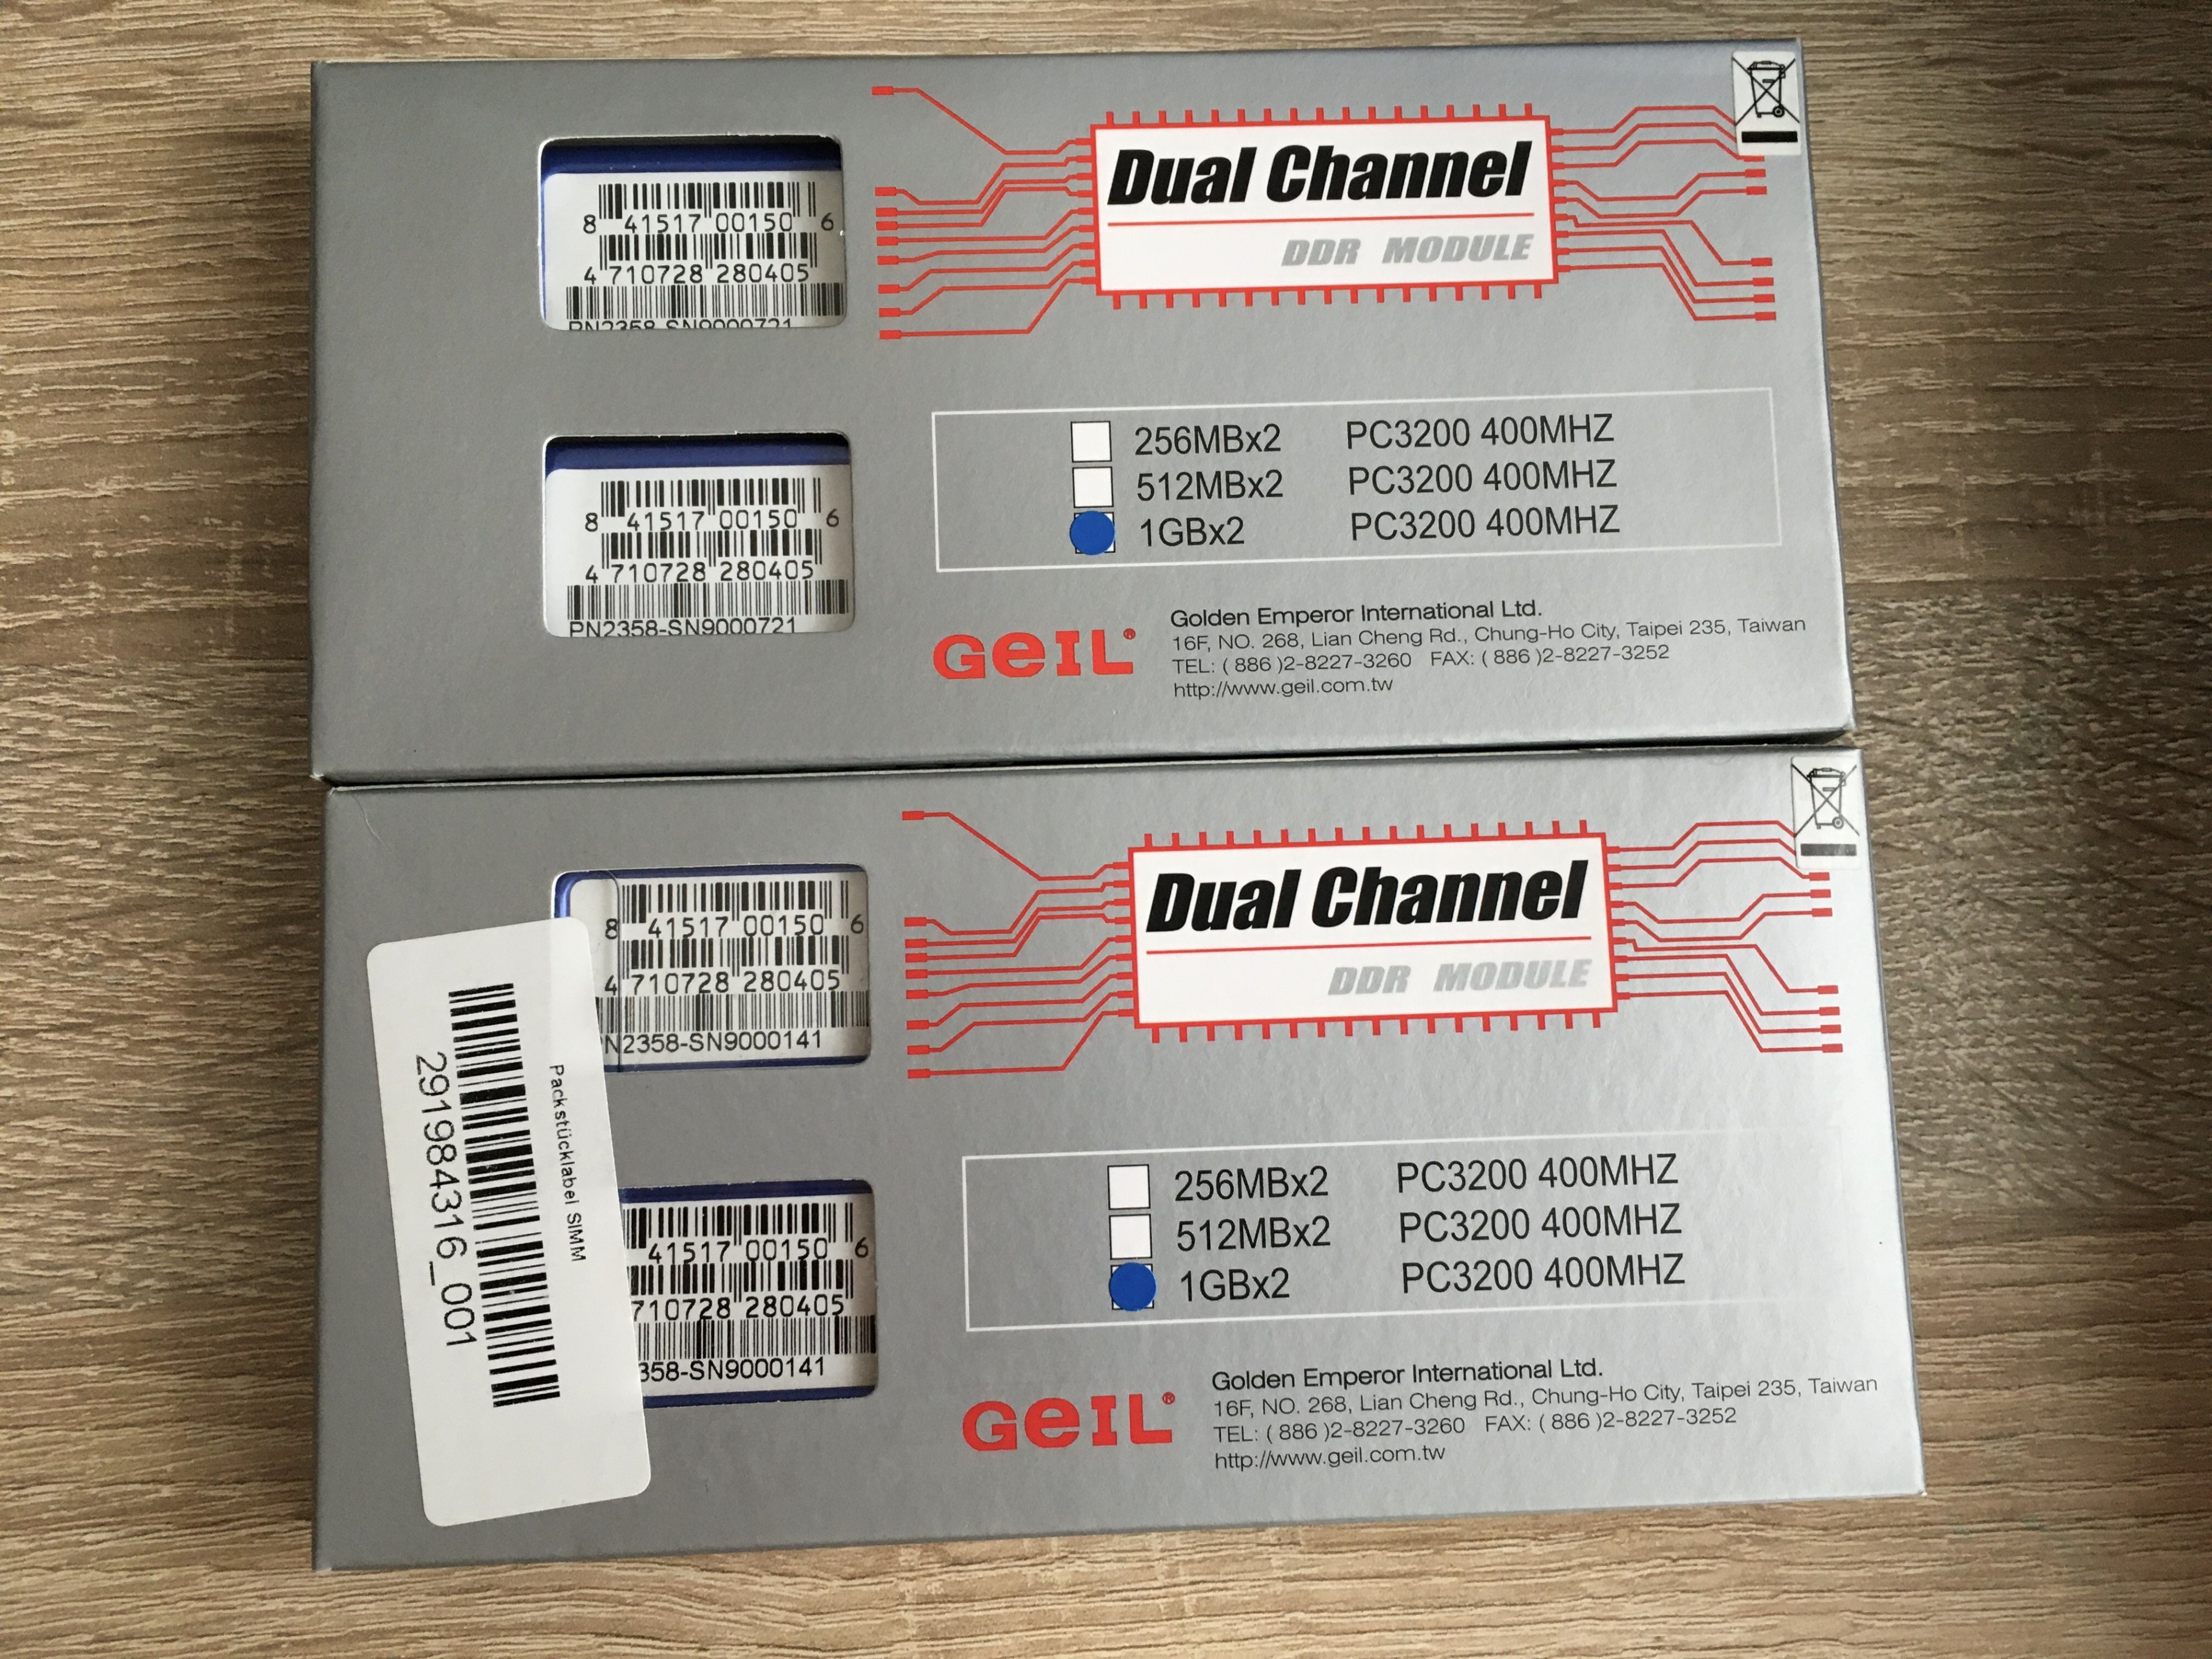 8 41517 00150 6
4 710728 280405
PN2358-SN9000721
8 41517 00150 6
4 710728 280405
PN2358-SN9000721
Dual Channel
DDR MODULE
256MBx2 PC3200 400MHZ
512MBx2 PC3200 400MHZ
1GBx2 PC3200 400MHZ
GeIL®
Golden Emperor International Ltd.
16F, NO. 268, Lian Cheng Rd., Chung-Ho City, Taipei 235, Taiwan
TEL: ( 886 )2-8227-3260 FAX: ( 886 )2-8227-3252
http://www.geil.com.tw
8 41517 00150 6
4 710728 280405
N2358-SN9000141
41517 00150 6
710728 280405
358-SN9000141
Packstücklabel SIMM
291984316_001
Dual Channel
DDR MODULE
256MBx2 PC3200 400MHZ
512MBx2 PC3200 400MHZ
1GBx2 PC3200 400MHZ
GeIL®
Golden Emperor International Ltd.
16F, NO. 268, Lian Cheng Rd., Chung-Ho City, Taipei 235, Taiwan
TEL: ( 886 )2-8227-3260 FAX: ( 886 )2-8227-3252
http://www.geil.com.tw